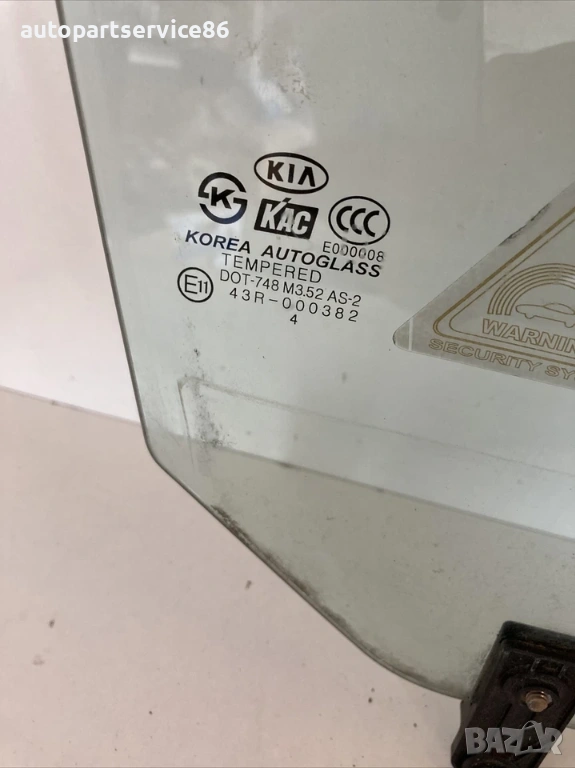 autopartservice86
KIA
K
KAC
CCC
E000008
KOREA AUTOGLASS
TEMPERED
DOT-748 M3.52 AS-2
E11
43R-000382
4
WARNIN
SECURITY SY
BAZAR